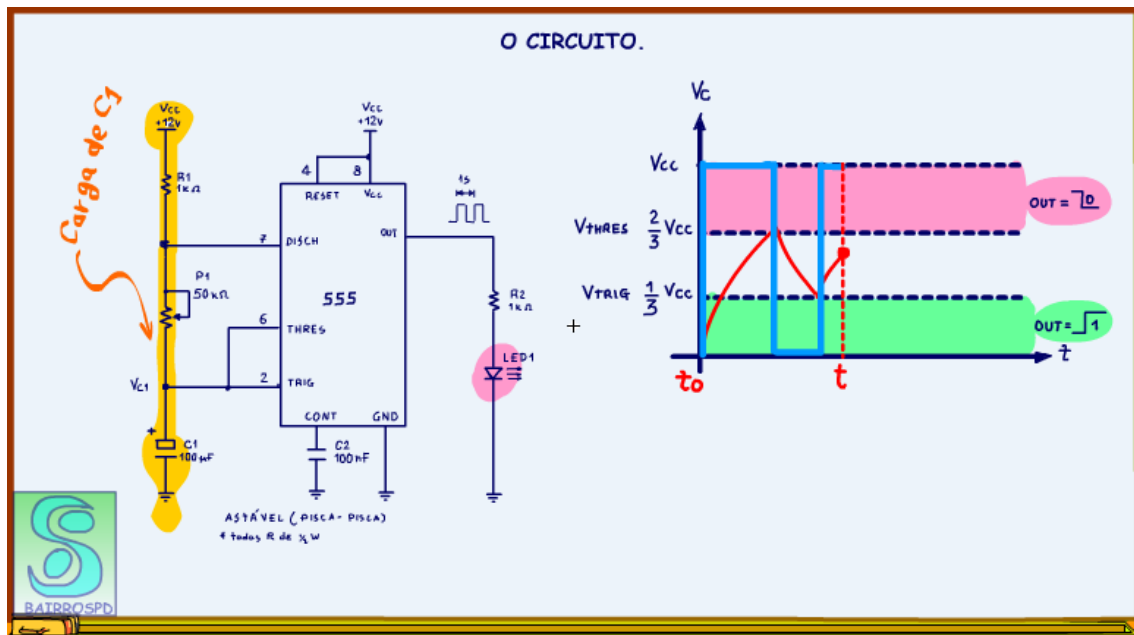 O CIRCUITO.
Carga de C1
Vcc
+12v
R1
1KΩ
P1
50KΩ
VC1
+
C1
100µF
Vcc
+12v
4
8
RESET
Vcc
7
DISCH
OUT
555
6
THRES
2
TRIG
CONT
GND
C2
100nF
1s
R2
1KΩ
LED1
ASTÁVEL (PISCA-PISCA)
* todos R de ½ W
Vc
Vcc
VTHRES 2/3 Vcc
VTRIG 1/3 Vcc
OUT = 0
OUT = 1
t
to
t
BAIRROSPD